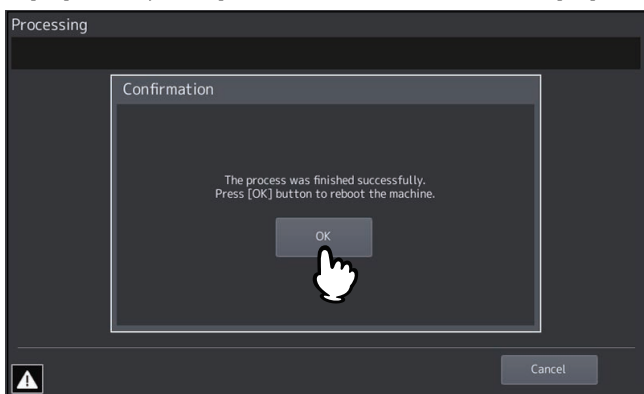 Processing
Confirmation
The process was finished successfully.
Press [OK] button to reboot the machine.
OK
Cancel